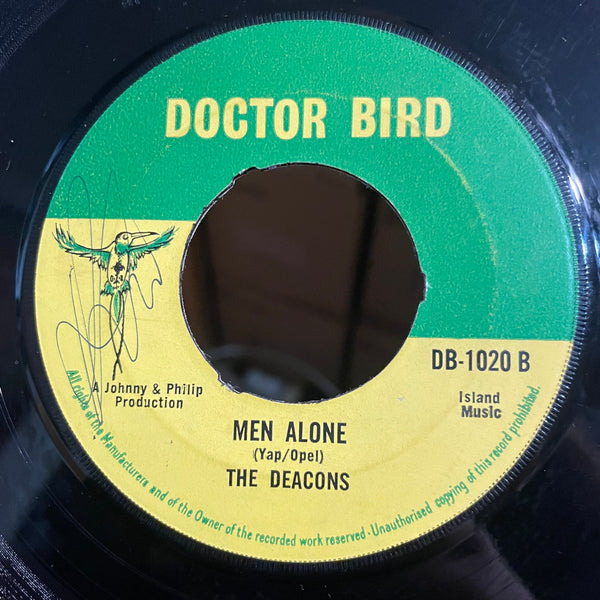 DOCTOR BIRD
DB-1020 B
A Johnny & Philip
Production
Island
Music
MEN ALONE
(Yap/Opel)
THE DEACONS
All rights of the Manufacturers and of the Owner of the recorded work reserved - Unauthorised copying of this record prohibited.